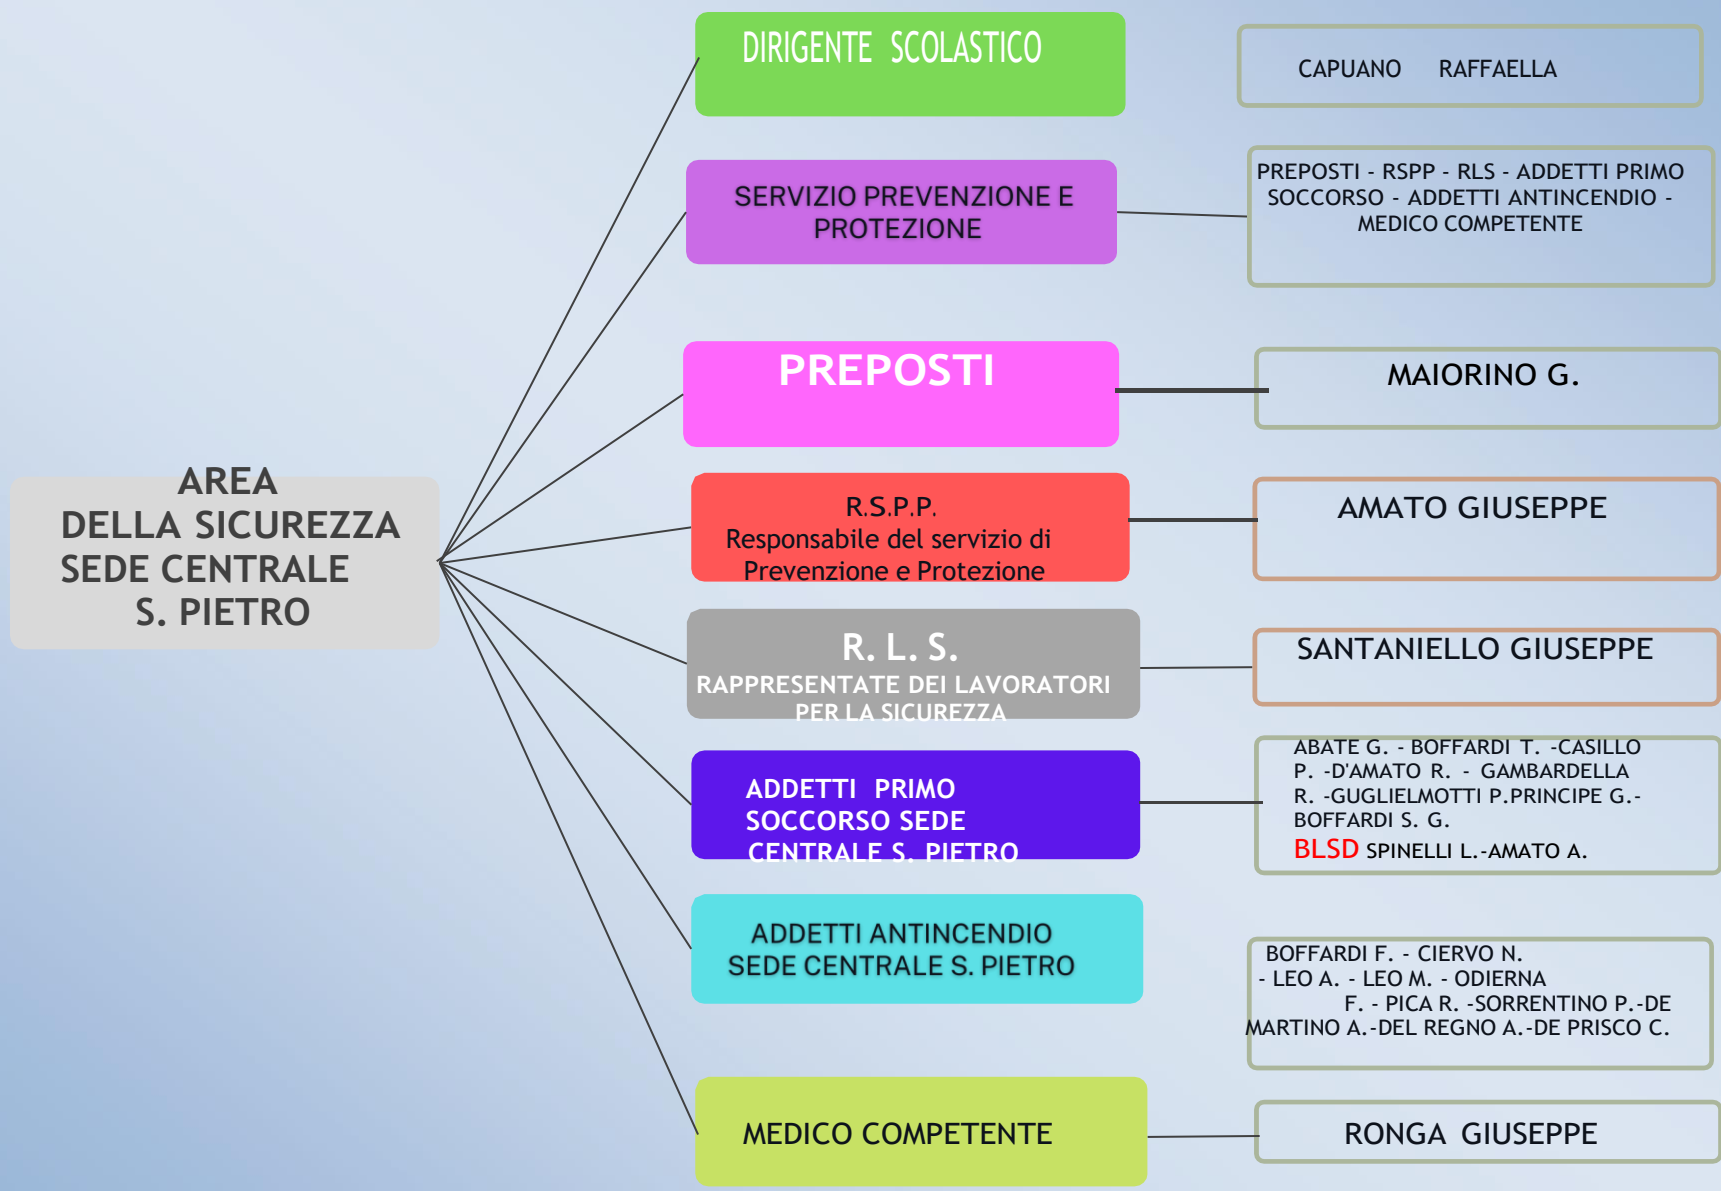 AREA
DELLA SICUREZZA
SEDE CENTRALE
S. PIETRO
DIRIGENTE SCOLASTICO
CAPUANO RAFFAELLA
SERVIZIO PREVENZIONE E
PROTEZIONE
PREPOSTI - RSPP - RLS - ADDETTI PRIMO
SOCCORSO - ADDETTI ANTINCENDIO -
MEDICO COMPETENTE
PREPOSTI
MAIORINO G.
R.S.P.P.
Responsabile del servizio di
Prevenzione e Protezione
AMATO GIUSEPPE
R. L. S.
RAPPRESENTATE DEI LAVORATORI
PER LA SICUREZZA
SANTANIELLO GIUSEPPE
ADDETTI PRIMO
SOCCORSO SEDE
CENTRALE S. PIETRO
ABATE G. - BOFFARDI T. -CASILLO
P. -D'AMATO R. - GAMBARDELLA
R. -GUGLIELMOTTI P.PRINCIPE G.-
BOFFARDI S. G.
BLSD SPINELLI L.-AMATO A.
ADDETTI ANTINCENDIO
SEDE CENTRALE S. PIETRO
BOFFARDI F. - CIERVO N.
- LEO A. - LEO M. - ODIERNA
F. - PICA R. -SORRENTINO P.-DE
MARTINO A.-DEL REGNO A.-DE PRISCO C.
MEDICO COMPETENTE
RONGA GIUSEPPE